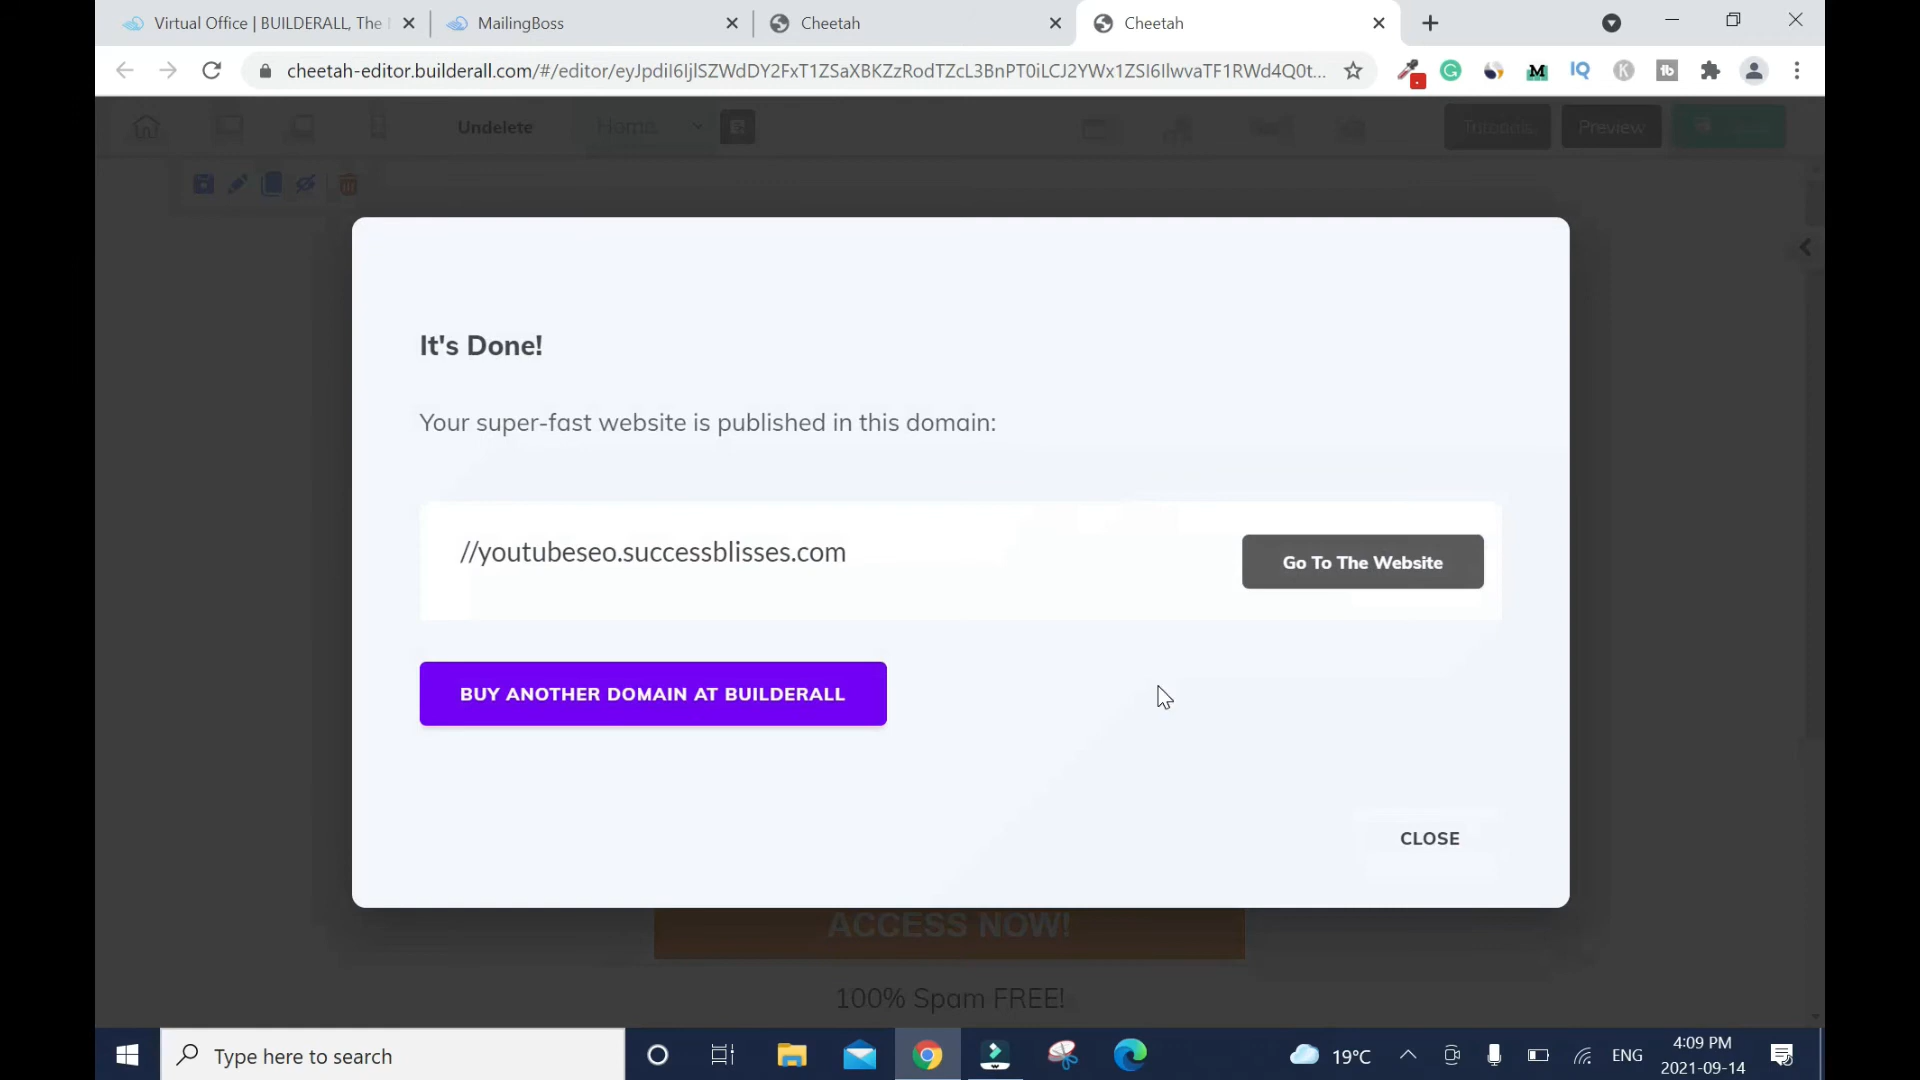 Virtual Office | BUILDERALL, The
MailingBoss
Cheetah
Cheetah
cheetah-editor.builderall.com/#/editor/eyJpdiI6IjlSZWdDY2FxT1ZSaXBKZzRodTZcL3BnPT0iLCJ2YWx1ZSI6IlwvaTF1RWd4Q0t...
Undelete
Home
Tutorials
Preview
It's Done!
Your super-fast website is published in this domain:
//youtubeseo.successblisses.com
Go To The Website
BUY ANOTHER DOMAIN AT BUILDERALL
CLOSE
ACCESS NOW!
100% Spam FREE!
Type here to search
19°C
ENG
4:09 PM
2021-09-14